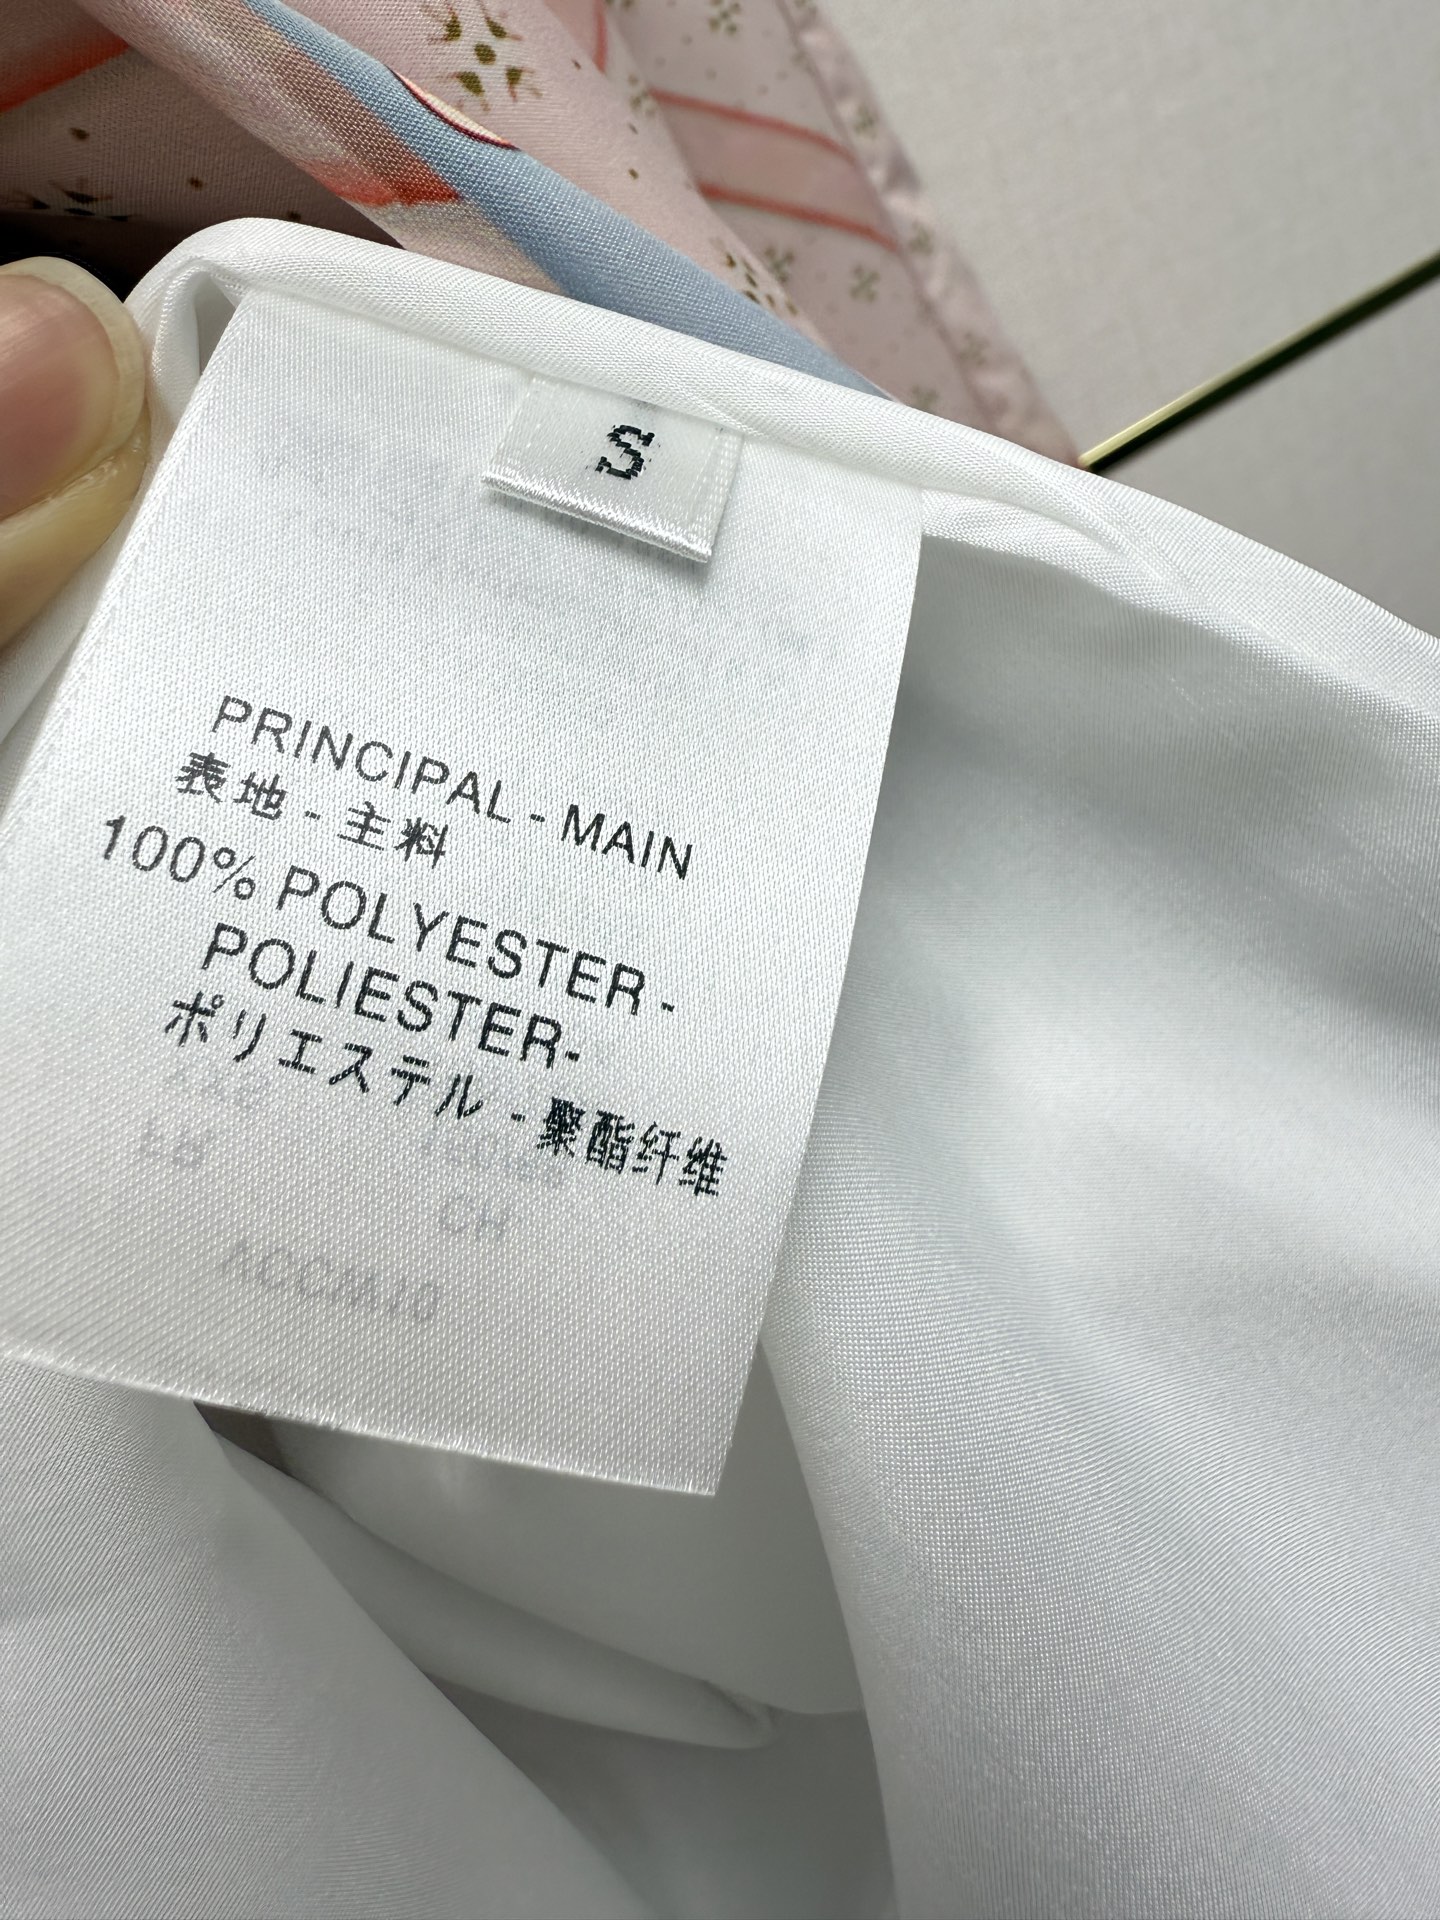 S
PRINCIPAL - MAIN
表地 - 主料
100% POLYESTER -
POLIESTER-
ポリエステル - 聚酯纤维